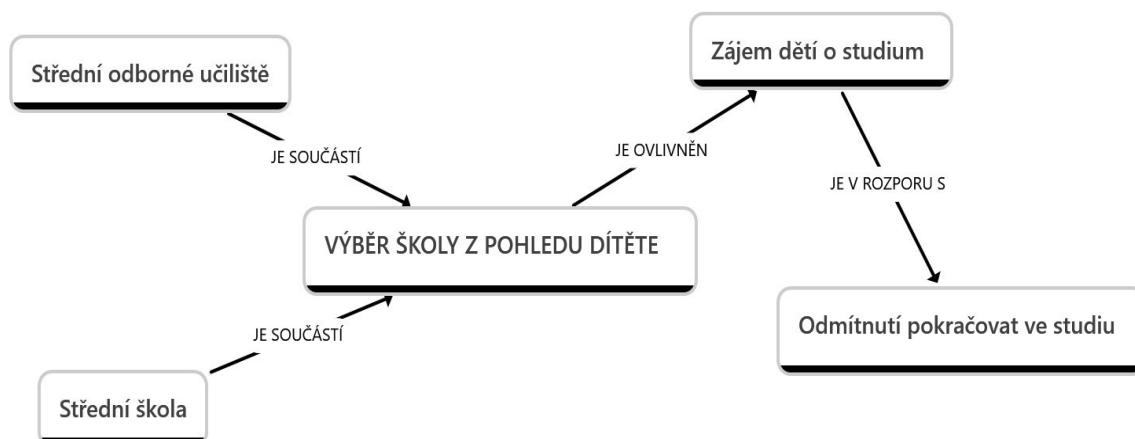 Zájem dětí o studium
Střední odborné učiliště
JE SOUČÁSTÍ
JE OVLIVNĚN
JE V ROZPORU S
VÝBĚR ŠKOLY Z POHLEDU DÍTĚTE
JE SOUČÁSTÍ
Odmítnutí pokračovat ve studiu
Střední škola